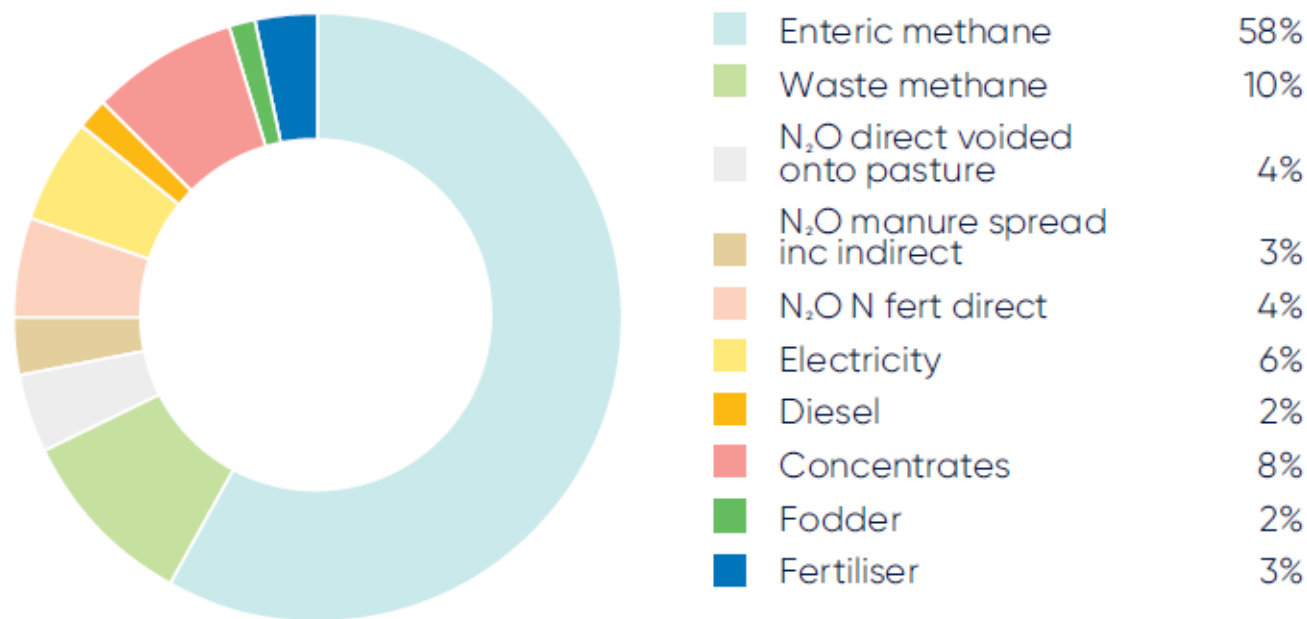 Enteric methane 58%
Waste methane 10%
N₂O direct voided
onto pasture 4%
N₂O manure spread
inc indirect 3%
N₂O N fert direct 4%
Electricity 6%
Diesel 2%
Concentrates 8%
Fodder 2%
Fertiliser 3%